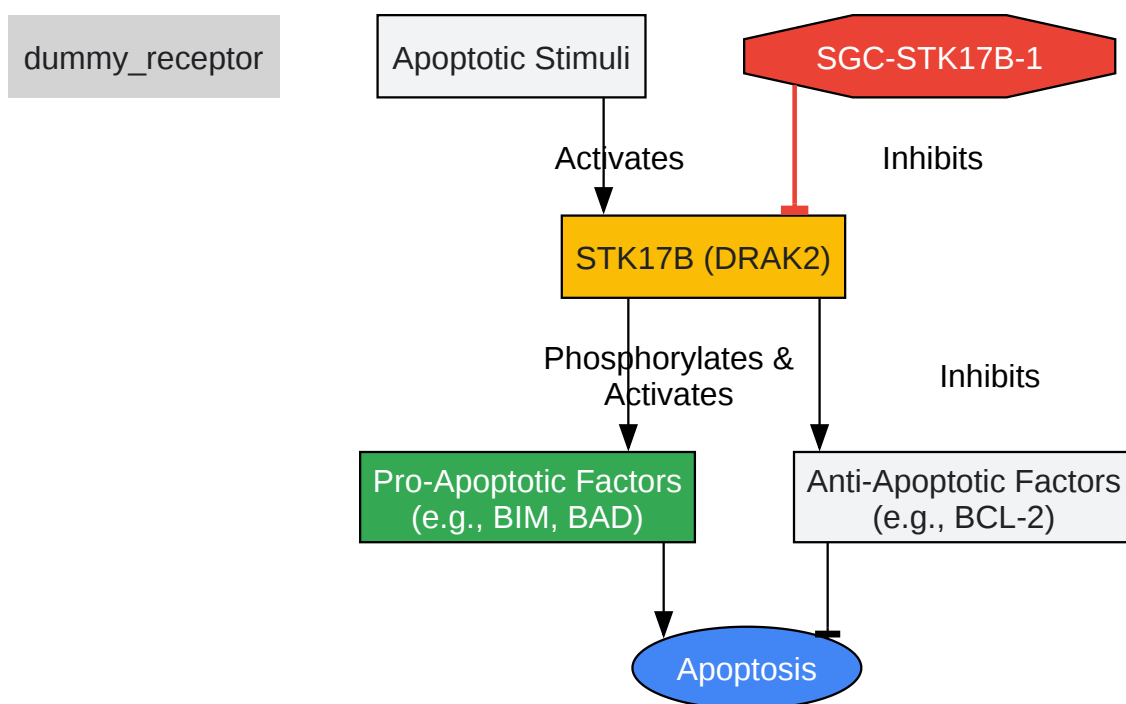 dummy_receptor
Apoptotic Stimuli
SGC-STK17B-1
Activates
Inhibits
STK17B (DRAK2)
Phosphorylates &
Activates
Inhibits
Pro-Apoptotic Factors
(e.g., BIM, BAD)
Anti-Apoptotic Factors
(e.g., BCL-2)
Apoptosis